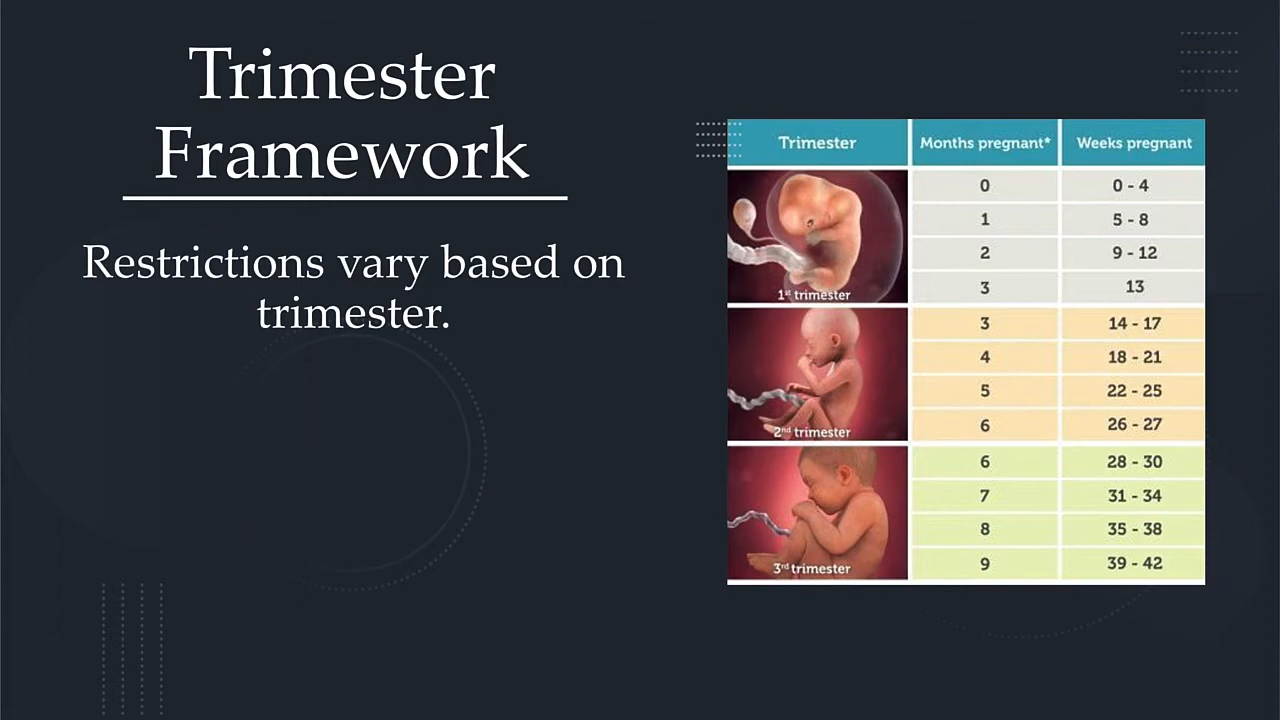 Trimester
Framework
Restrictions vary based on
trimester.
Trimester Months pregnant* Weeks pregnant
0 0 - 4
1 5 - 8
2 9 - 12
3 13
1st trimester
3 14 - 17
4 18 - 21
5 22 - 25
6 26 - 27
2nd trimester
6 28 - 30
7 31 - 34
8 35 - 38
9 39 - 42
3rd trimester